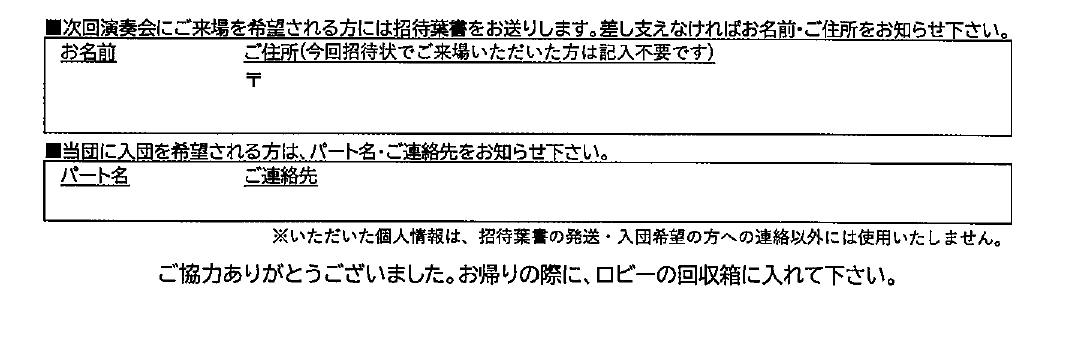 ■次回演奏会にご来場を希望される方には招待葉書をお送りします。差し支えなければお名前・ご住所をお知らせ下さい。
お名前 ご住所(今回招待状でご来場いただいた方は記入不要です)
〒
■当団に入団を希望される方は、パート名・ご連絡先をお知らせ下さい。
パート名 ご連絡先
※いただいた個人情報は、招待葉書の発送・入団希望の方への連絡以外には使用いたしません。
ご協力ありがとうございました。お帰りの際に、ロビーの回収箱に入れて下さい。